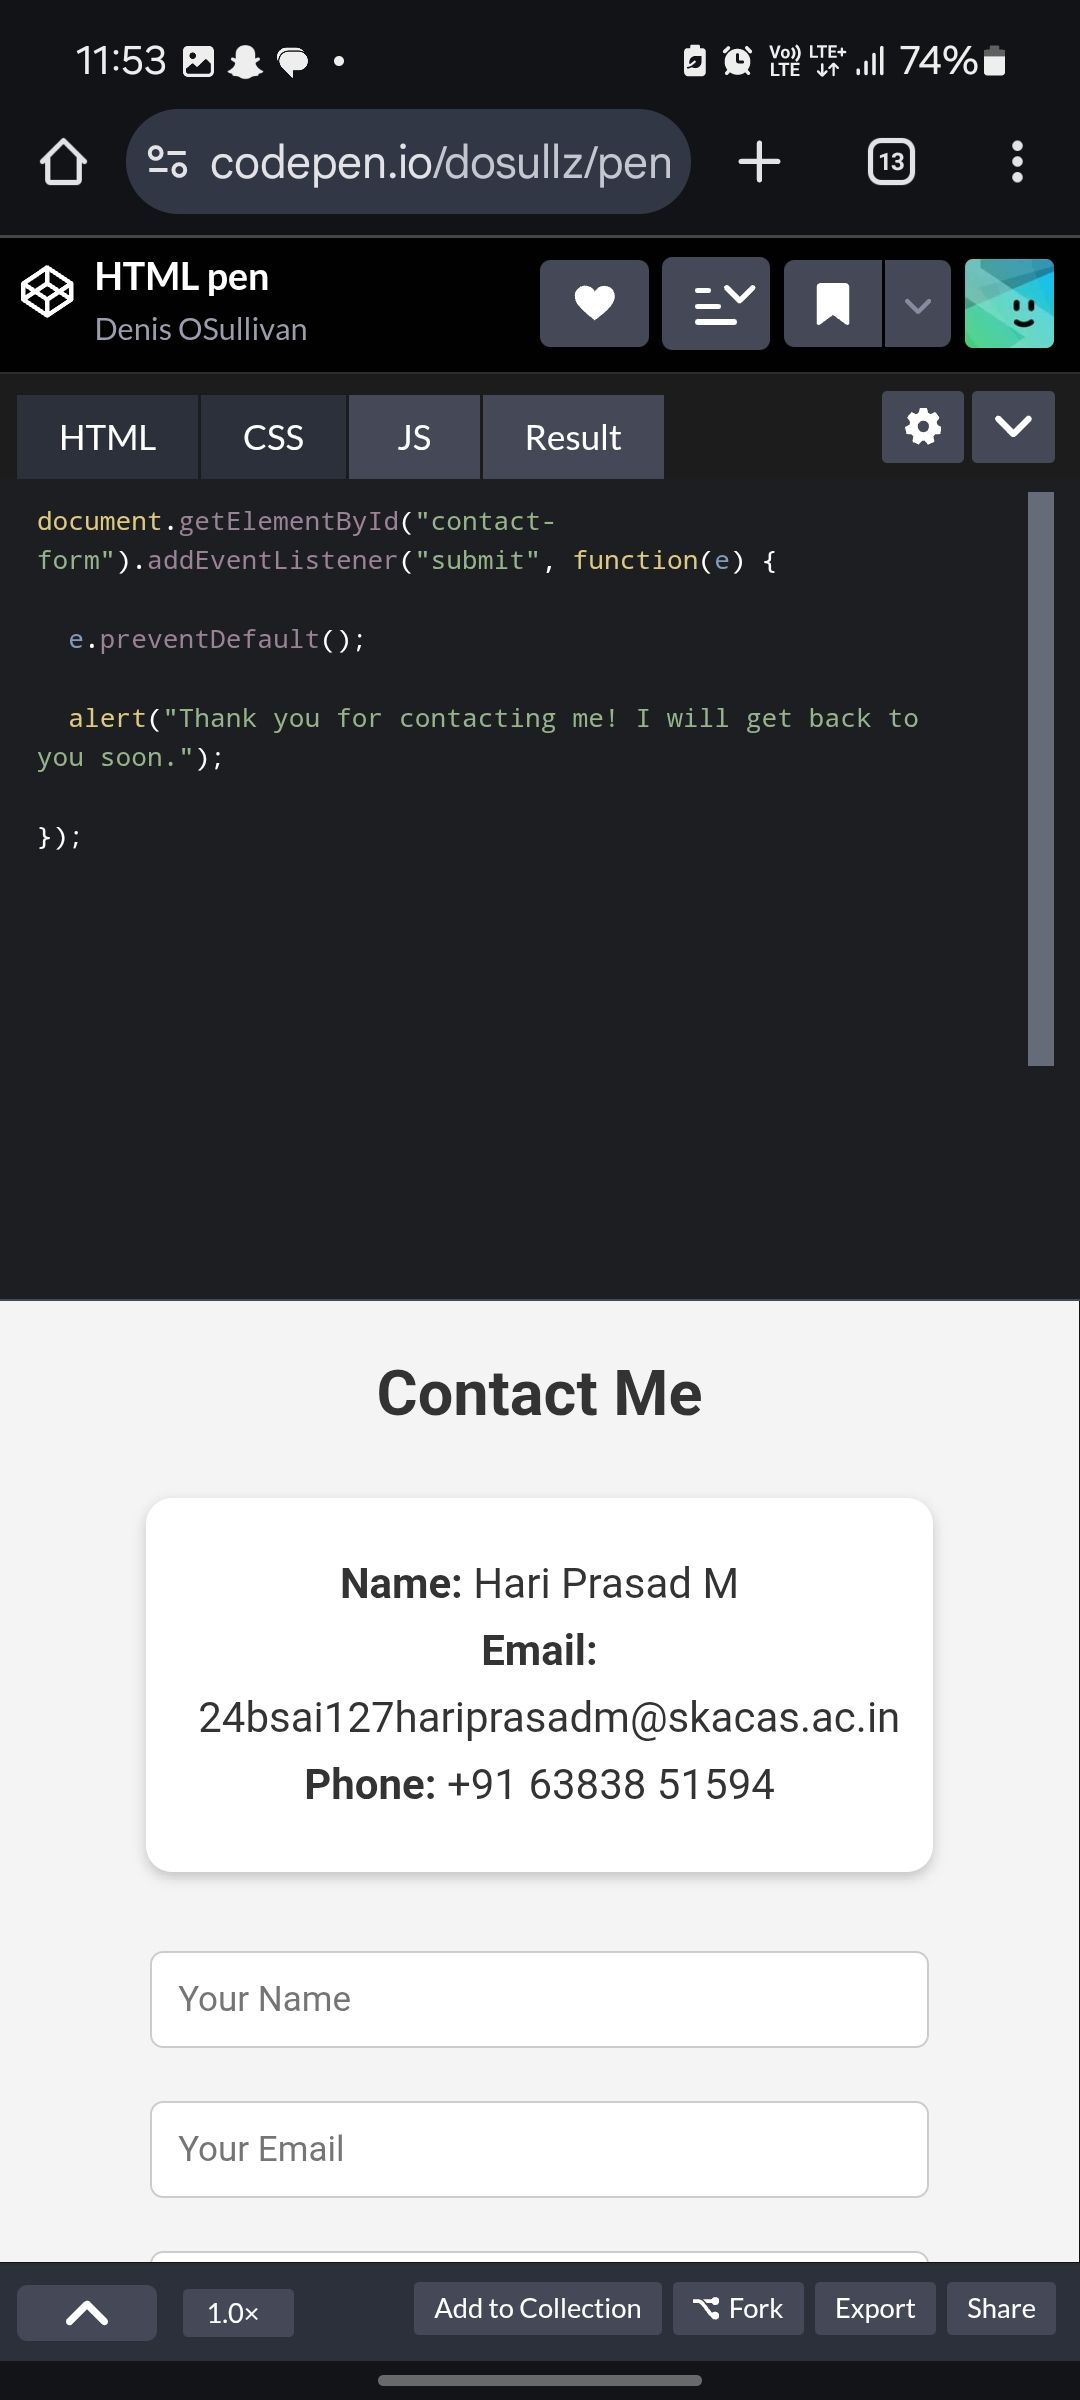 11:53
Vo)) LTE LTE+ 74%
codepen.io/dosullz/pen
13
HTML pen
Denis OSullivan
HTML CSS JS Result
document.getElementById("contact-
form").addEventListener("submit", function(e) {
e.preventDefault();
alert("Thank you for contacting me! I will get back to
you soon.");
});
Contact Me
Name: Hari Prasad M
Email:
24bsai127hariprasadm@skacas.ac.in
Phone: +91 63838 51594
Your Name
Your Email
1.0×
Add to Collection Fork Export Share